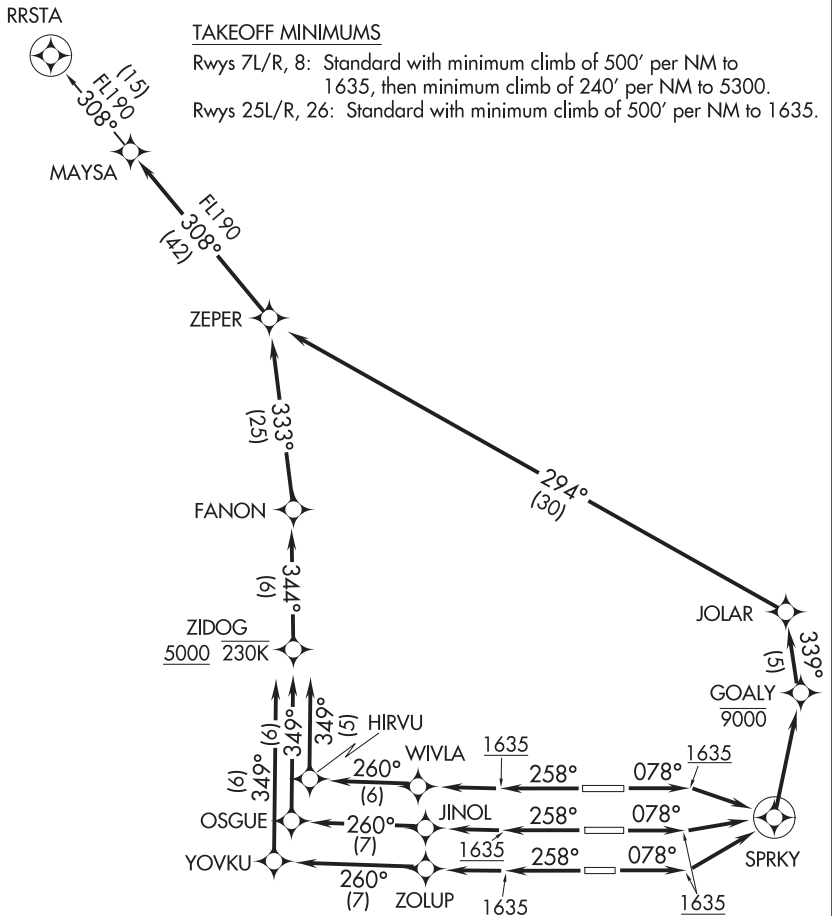 RRSTA
TAKEOFF MINIMUMS
Rwys 7L/R, 8: Standard with minimum climb of 500' per NM to
1635, then minimum climb of 240' per NM to 5300.
Rwys 25L/R, 26: Standard with minimum climb of 500' per NM to 1635.
(15)
FL190
308°
MAYSA
FL190
308°
(42)
ZEPER
333°
(25)
294°
(30)
FANON
344°
(6)
ZIDOG
5000 230K
JOLAR
339°
(5)
GOALY
9000
349°
(6)
349°
(6)
349°
(5)
HIRVU
WIVLA
260°
(6)
1635
258°
078°
1635
OSGUE
260°
(7)
JINOL
1635
258°
078°
SPRKY
YOVKU
260°
(7)
ZOLUP
258°
1635
078°
1635